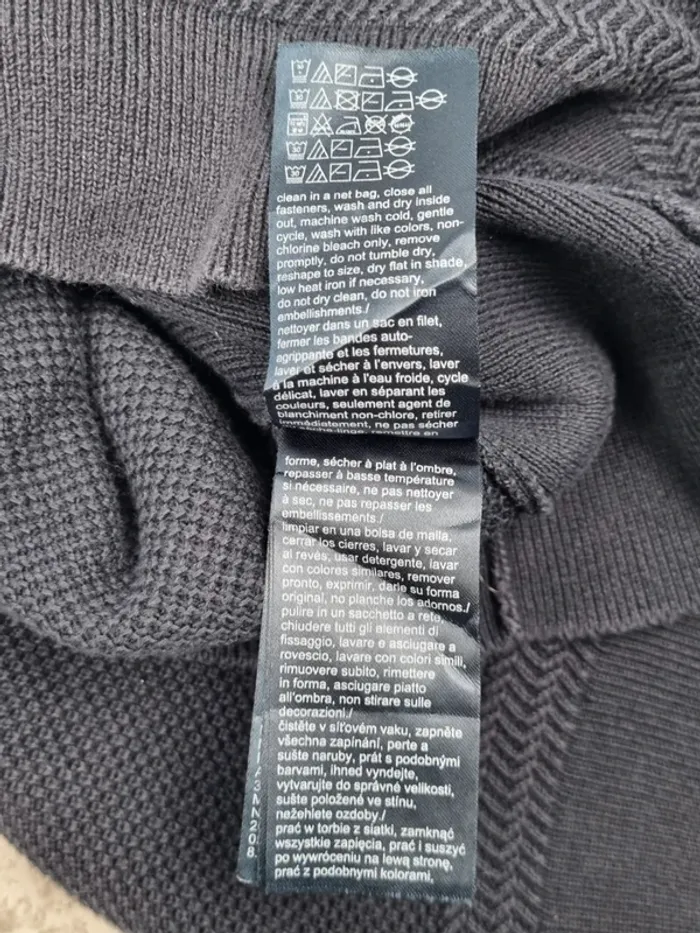 clean in a net bag, close all
fasteners, wash and dry inside
out, machine wash cold, gentle
cycle, wash with like colors, non-
chlorine bleach only, remove
promptly, do not tumble dry,
reshape to size, dry flat in shade,
low heat iron if necessary,
do not dry clean, do not iron
embellishments./
nettoyer dans un sac en filet,
fermer les bandes auto-
agrippante et les fermetures,
laver et sécher à l'envers, laver
à la machine à l'eau froide, cycle
délicat, laver en séparant les
couleurs, seulement agent de
blanchiment non-chlore, retirer
immédiatement, ne pas sécher
remettre en
forme, sécher à plat à l'ombre,
repasser à basse température
si nécessaire, ne pas nettoyer
à sec, ne pas repasser les
embellissements./
limpiar en una bolsa de malla,
cerrar los cierres, lavar y secar
al revés, usar detergente, lavar
con colores similares, remover
pronto, exprimir, darle su forma
original, no planche los adornos./
pulire in un sacchetto a rete,
chiudere tutti gli elementi di
fissaggio, lavare e asciugare a
rovescio, lavare con colori simili,
rimuovere subito, rimettere
in forma, asciugare piatto
all'ombra, non stirare sulle
decorazioni./
čistěte v síťovém vaku, zapněte
všechna zapínání, perte a
sušte naruby, prát s podobnými
barvami, ihned vyndejte,
vytvarujte do správné velikosti,
sušte položené ve stínu,
nežehlete ozdoby./
prać w torbie z siatki, zamknąć
wszystkie zapięcia, prać i suszyć
po wywróceniu na lewą stronę,
prać z podobnymi kolorami,